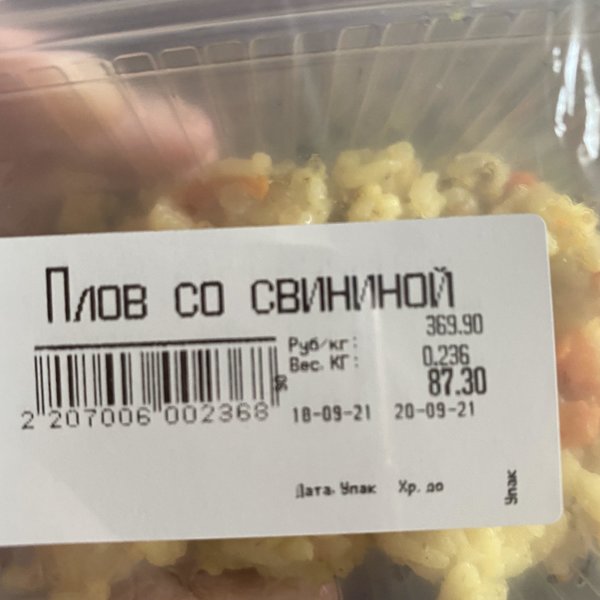 Плов со свининой
Руб/кг: 369.90
Вес. КГ: 0.236
87.30
2 207006 002368
18-09-21 20-09-21
Дата. Упак Хр. до
Упак